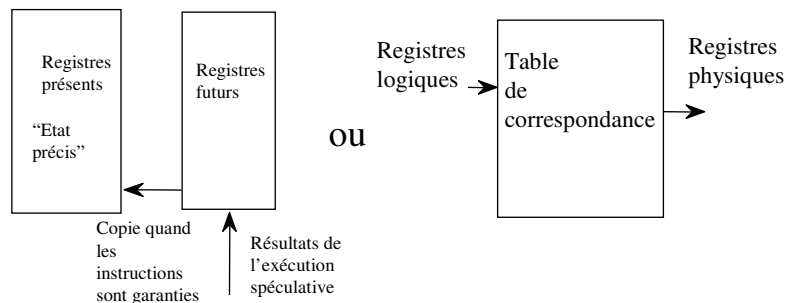 Registres
présents
“Etat
précis”
Registres
futurs
Copie quand
les
instructions
sont garanties
Résultats de
l’exécution
spéculative
ou
Registres
logiques
Table
de
correspondance
Registres
physiques